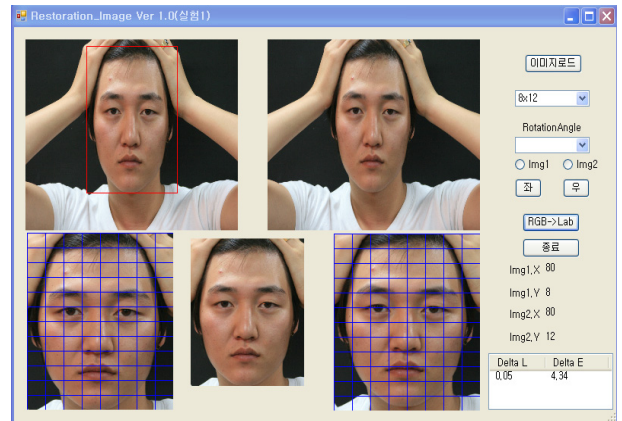 Restoration_Image Ver 1.0(실험1)
이미지로드
8x12
RotationAngle
Img1 Img2
좌 우
RGB->Lab
종료
Img1,X 80
Img1,Y 8
Img2,X 80
Img2,Y 12
Delta L Delta E
0,05 4,34